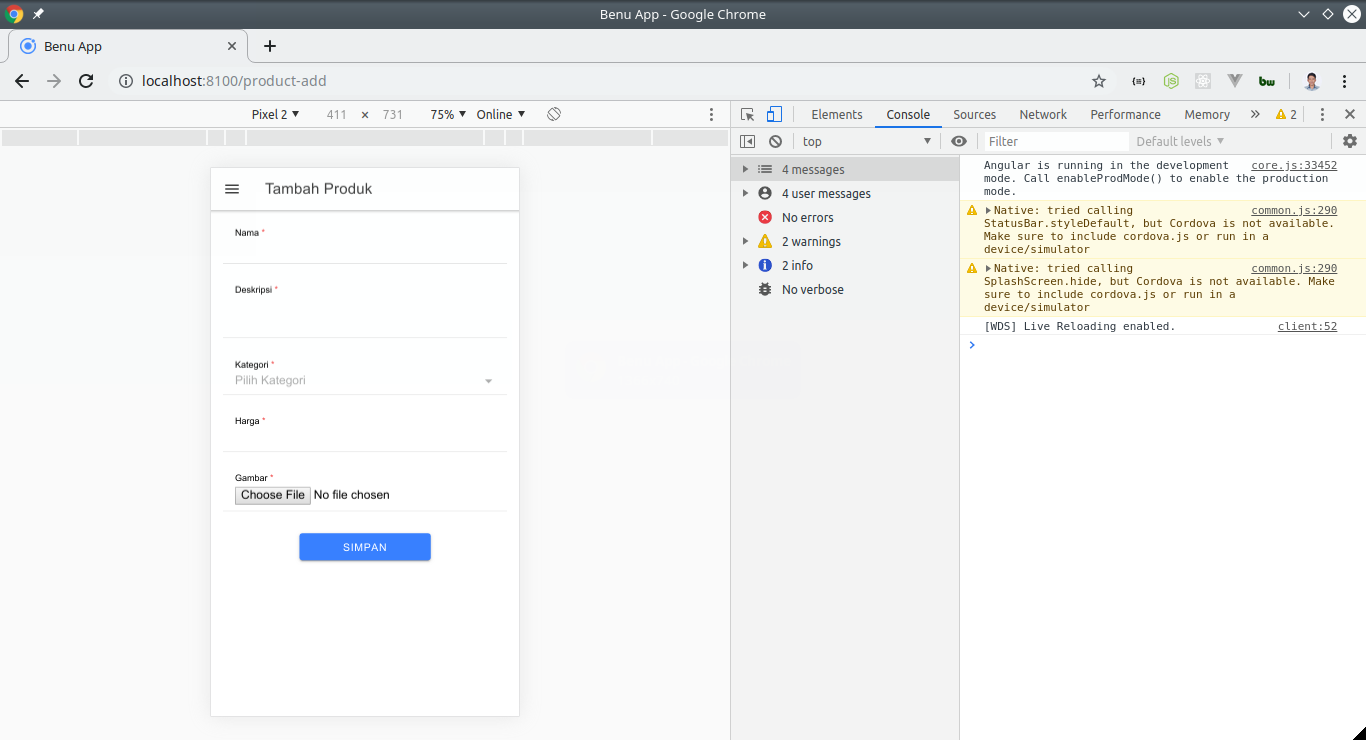 Benu App - Google Chrome
Benu App
localhost:8100/product-add
Pixel 2 411 × 731 75% Online
Elements Console Sources Network Performance Memory 2
top Filter Default levels
4 messages
4 user messages
No errors
2 warnings
2 info
No verbose
Angular is running in the development core.js:33452
mode. Call enableProdMode() to enable the production
mode.
Native: tried calling common.js:290
StatusBar.styleDefault, but Cordova is not available.
Make sure to include cordova.js or run in a
device/simulator
Native: tried calling common.js:290
SplashScreen.hide, but Cordova is not available. Make
sure to include cordova.js or run in a
device/simulator
[WDS] Live Reloading enabled. client:52
Tambah Produk
Nama *
Deskripsi *
Kategori *
Pilih Kategori
Harga *
Gambar *
Choose File No file chosen
SIMPAN